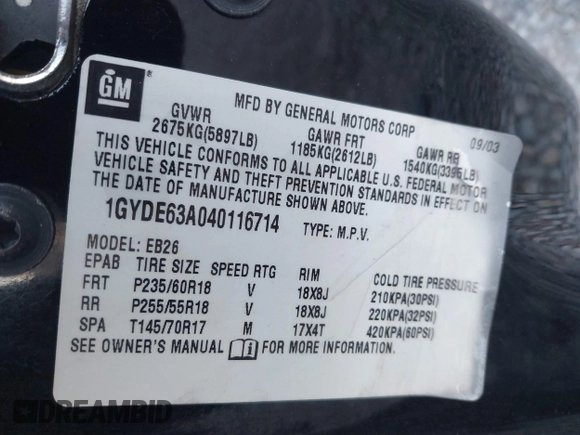 GM
®
MFD BY GENERAL MOTORS CORP 09/03
GVWR GAWR FRT GAWR RR
2675KG(5897LB) 1185KG(2612LB) 1540KG(3395LB)
THIS VEHICLE CONFORMS TO ALL APPLICABLE U.S. FEDERAL MOTOR
VEHICLE SAFETY AND THEFT PREVENTION STANDARDS IN EFFECT ON
THE DATE OF MANUFACTURE SHOWN ABOVE.
1GYDE63A040116714 TYPE: M.P.V.
MODEL: EB26
EPAB TIRE SIZE SPEED RTG RIM COLD TIRE PRESSURE
FRT P235/60R18 V 18X8J 210KPA(30PSI)
RR P255/55R18 V 18X8J 220KPA(32PSI)
SPA T145/70R17 M 17X4T 420KPA(60PSI)
SEE OWNER'S MANUAL FOR MORE INFORMATION.
DREAMBID